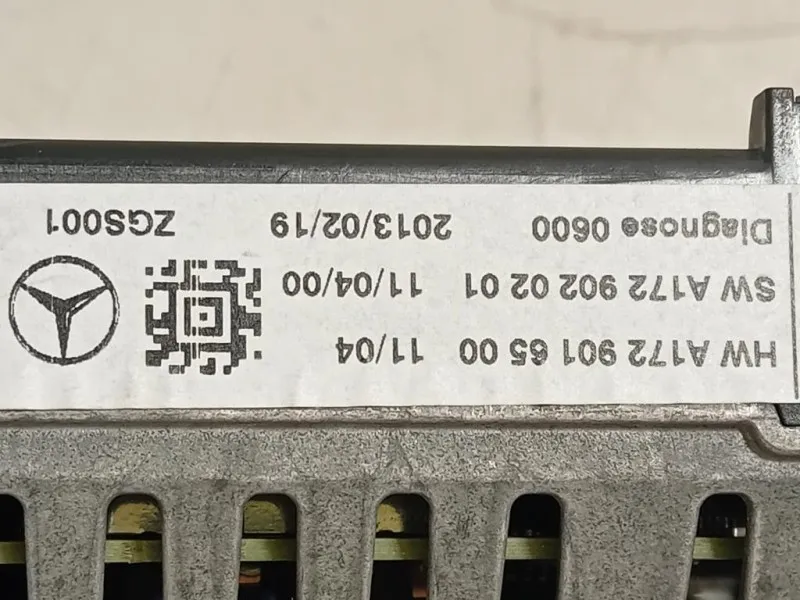 HW A172 901 65 00 11/04
SW A172 902 02 01 11/04/00
Diagnose 0600 2013/02/19 ZGS001